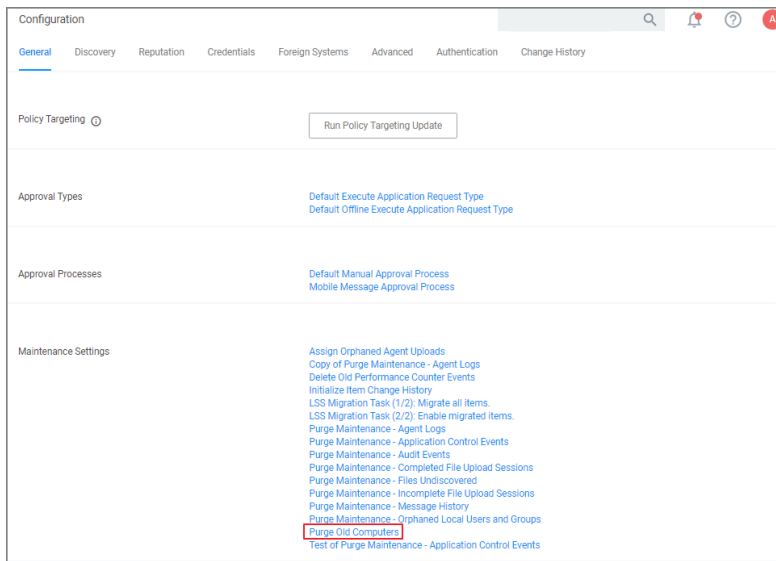 Configuration
A
General Discovery Reputation Credentials Foreign Systems Advanced Authentication Change History
Policy Targeting
Run Policy Targeting Update
Approval Types
Default Execute Application Request Type
Default Offline Execute Application Request Type
Approval Processes
Default Manual Approval Process
Mobile Message Approval Process
Maintenance Settings
Assign Orphaned Agent Uploads
Copy of Purge Maintenance - Agent Logs
Delete Old Performance Counter Events
Initialize Item Change History
LSS Migration Task (1/2): Migrate all items.
LSS Migration Task (2/2): Enable migrated items.
Purge Maintenance - Agent Logs
Purge Maintenance - Application Control Events
Purge Maintenance - Audit Events
Purge Maintenance - Completed File Upload Sessions
Purge Maintenance - Files Undiscovered
Purge Maintenance - Incomplete File Upload Sessions
Purge Maintenance - Message History
Purge Maintenance - Orphaned Local Users and Groups
Purge Old Computers
Test of Purge Maintenance - Application Control Events